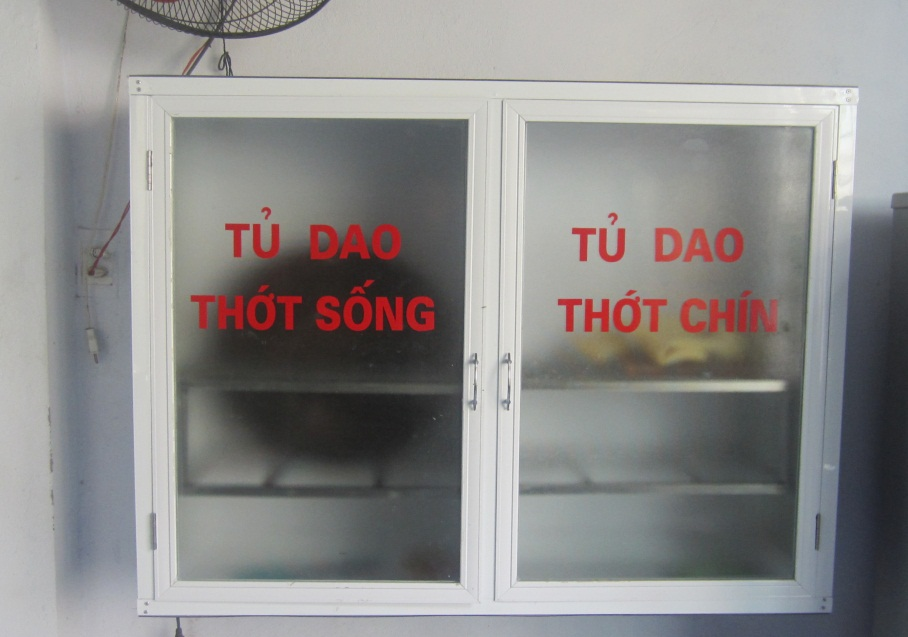 TỦ DAO
THỚT SỐNG
TỦ DAO
THỚT CHÍN